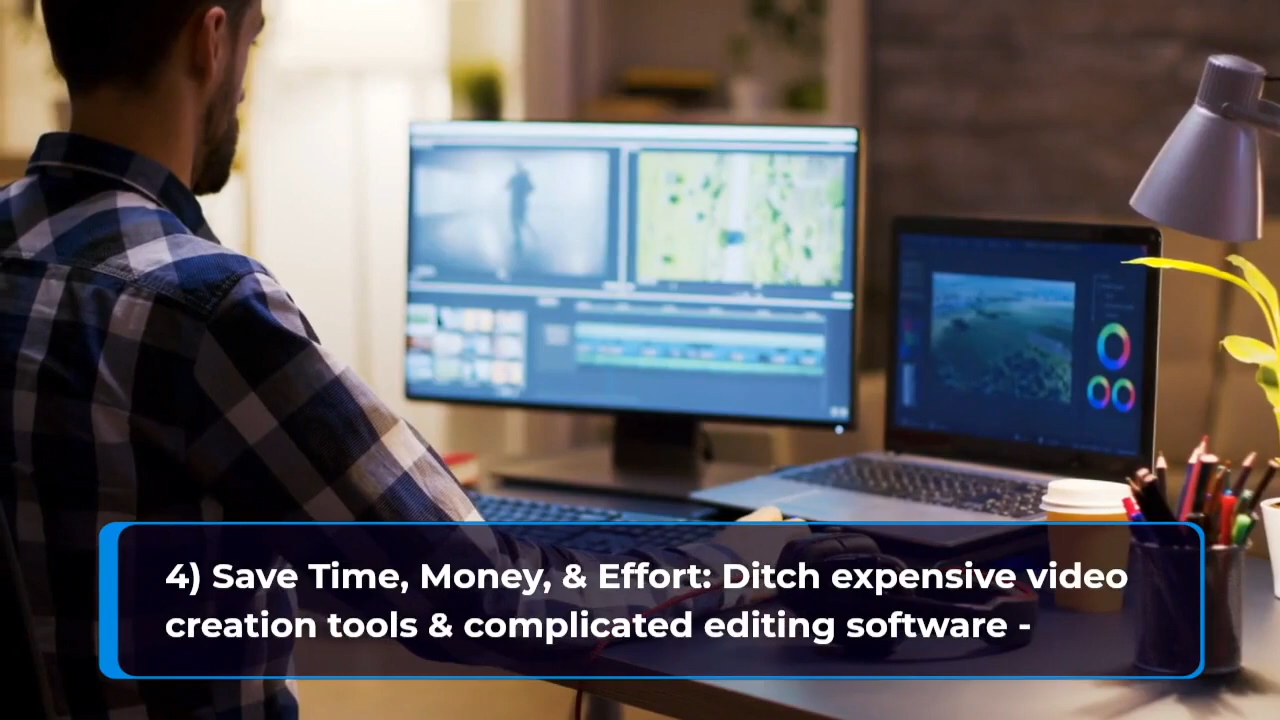 4) Save Time, Money, & Effort: Ditch expensive video
creation tools & complicated editing software -